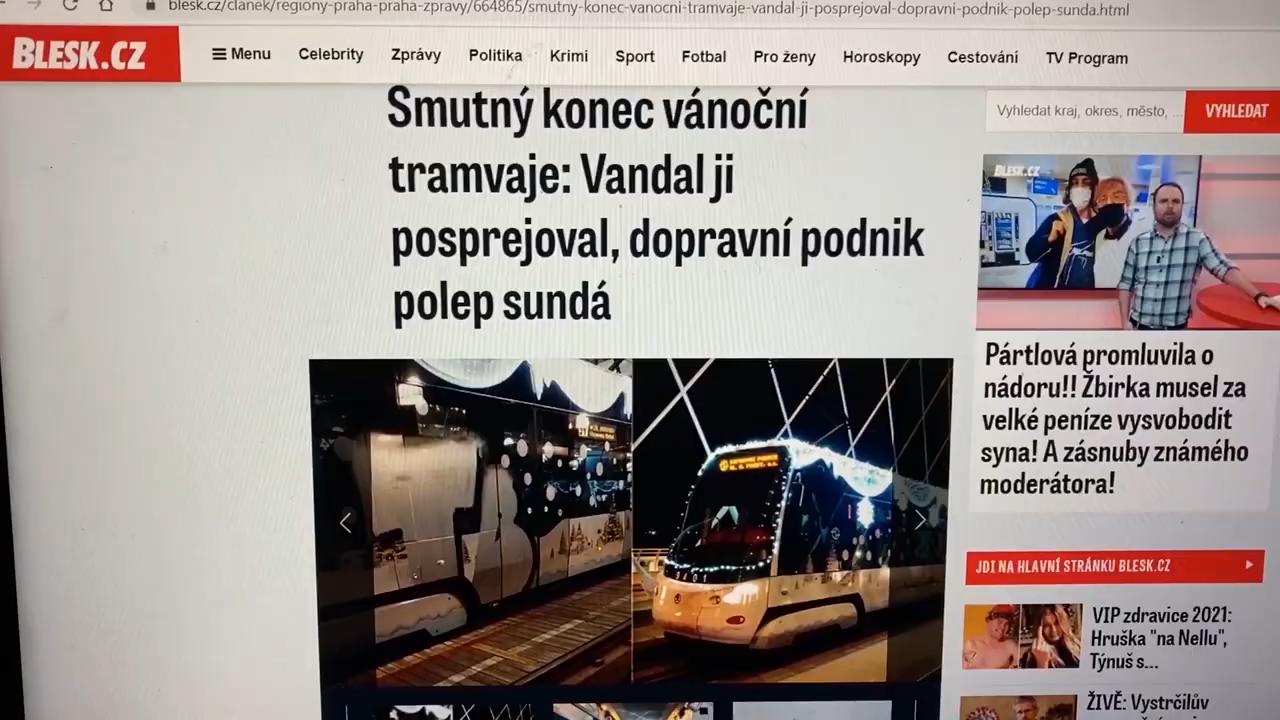 blesk.cz/clanek/regiony-praha-praha-zpravy/664865/smutny-konec-vanocni-tramvaje-vandal-ji-posprejoval-dopravni-podnik-polep-sunda.html
BLESK.CZ
Menu Celebrity Zprávy Politika Krimi Sport Fotbal Pro ženy Horoskopy Cestování TV Program
Smutný konec vánoční
tramvaje: Vandal ji
posprejoval, dopravní podnik
polep sundá
Vyhledat kraj, okres, město, ...
VYHLEDAT
BLESK.CZ
Pártlová promluvila o
nádoru!! Žbirka musel za
velké peníze vysvobodit
syna! A zásnuby známého
moderátora!
JDI NA HLAVNÍ STRÁNKU BLESK.CZ
VIP zdravice 2021:
Hruška "na Nellu",
Týnuš s...
ŽIVĚ: Vystrčilův